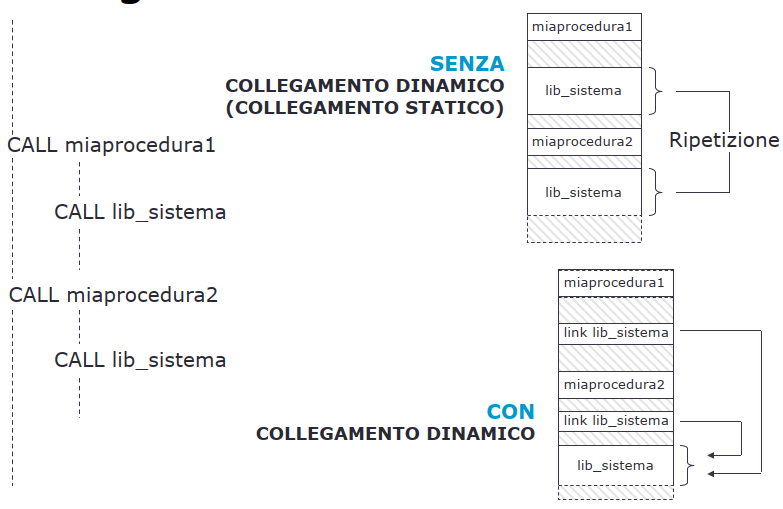 CALL miaprocedura1
CALL lib_sistema
CALL miaprocedura2
CALL lib_sistema
SENZA
COLLEGAMENTO DINAMICO
(COLLEGAMENTO STATICO)
miaprocedura1
lib_sistema
miaprocedura2
lib_sistema
Ripetizione
CON
COLLEGAMENTO DINAMICO
miaprocedura1
link lib_sistema
miaprocedura2
link lib_sistema
lib_sistema